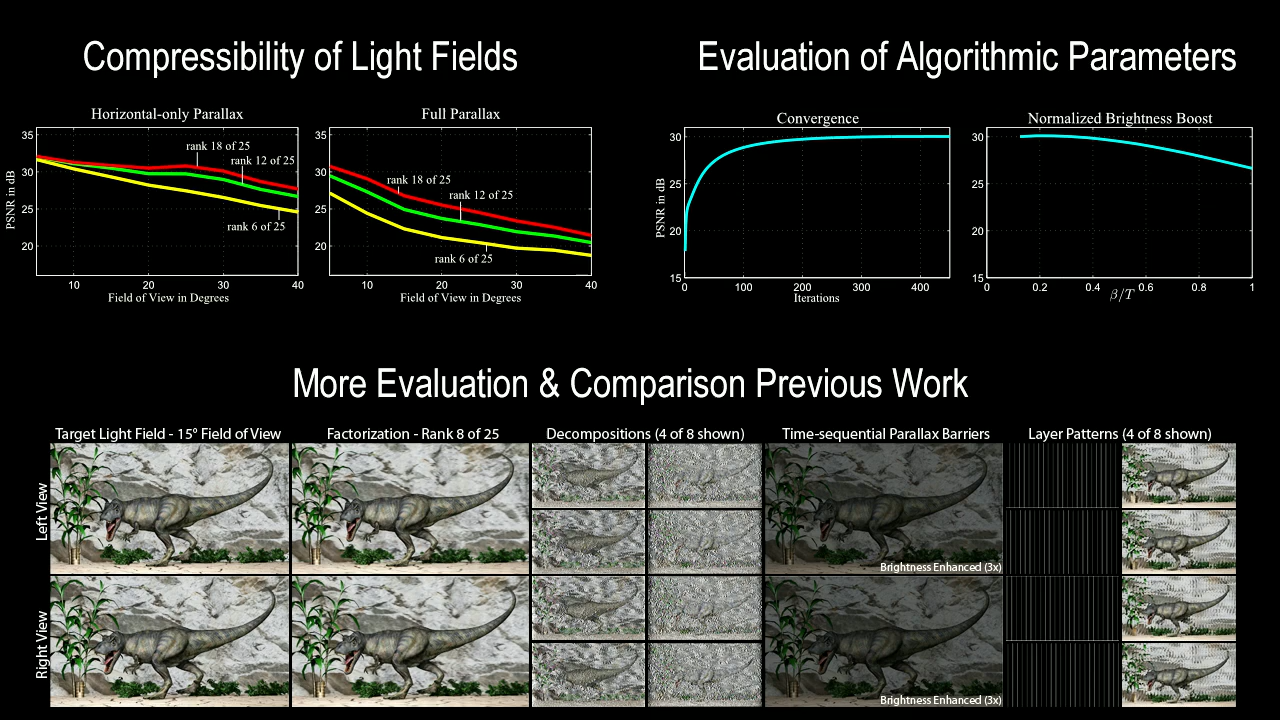 Compressibility of Light Fields
Evaluation of Algorithmic Parameters
Horizontal-only Parallax
35
30
25
20
PSNR in dB
rank 18 of 25
rank 12 of 25
rank 6 of 25
10
20
30
40
Field of View in Degrees
Full Parallax
35
30
25
20
rank 18 of 25
rank 12 of 25
rank 6 of 25
10
20
30
40
Field of View in Degrees
Convergence
30
25
20
15
PSNR in dB
0
100
200
300
400
Iterations
Normalized Brightness Boost
30
25
20
15
0
0.2
0.4
0.6
0.8
1
β/T
More Evaluation & Comparison Previous Work
Target Light Field - 15° Field of View
Factorization - Rank 8 of 25
Decompositions (4 of 8 shown)
Time-sequential Parallax Barriers
Layer Patterns (4 of 8 shown)
Left View
Brightness Enhanced (3x)
Right View
Brightness Enhanced (3x)